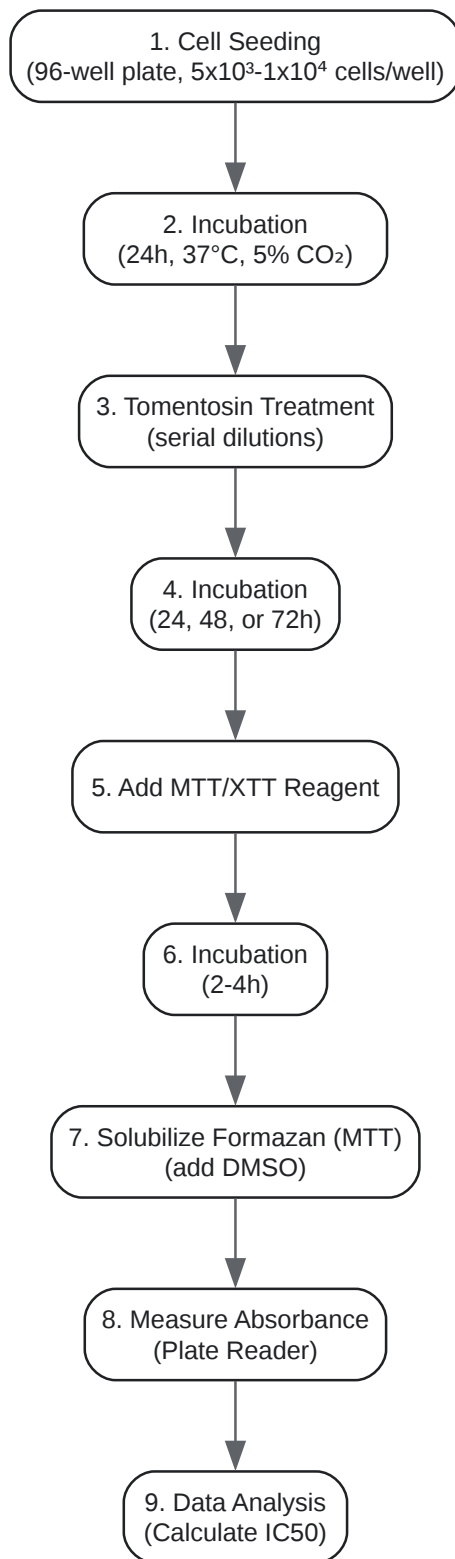 1. Cell Seeding
(96-well plate, 5x10³-1x10⁴ cells/well)
2. Incubation
(24h, 37°C, 5% CO₂)
3. Tomentosin Treatment
(serial dilutions)
4. Incubation
(24, 48, or 72h)
5. Add MTT/XTT Reagent
6. Incubation
(2-4h)
7. Solubilize Formazan (MTT)
(add DMSO)
8. Measure Absorbance
(Plate Reader)
9. Data Analysis
(Calculate IC50)